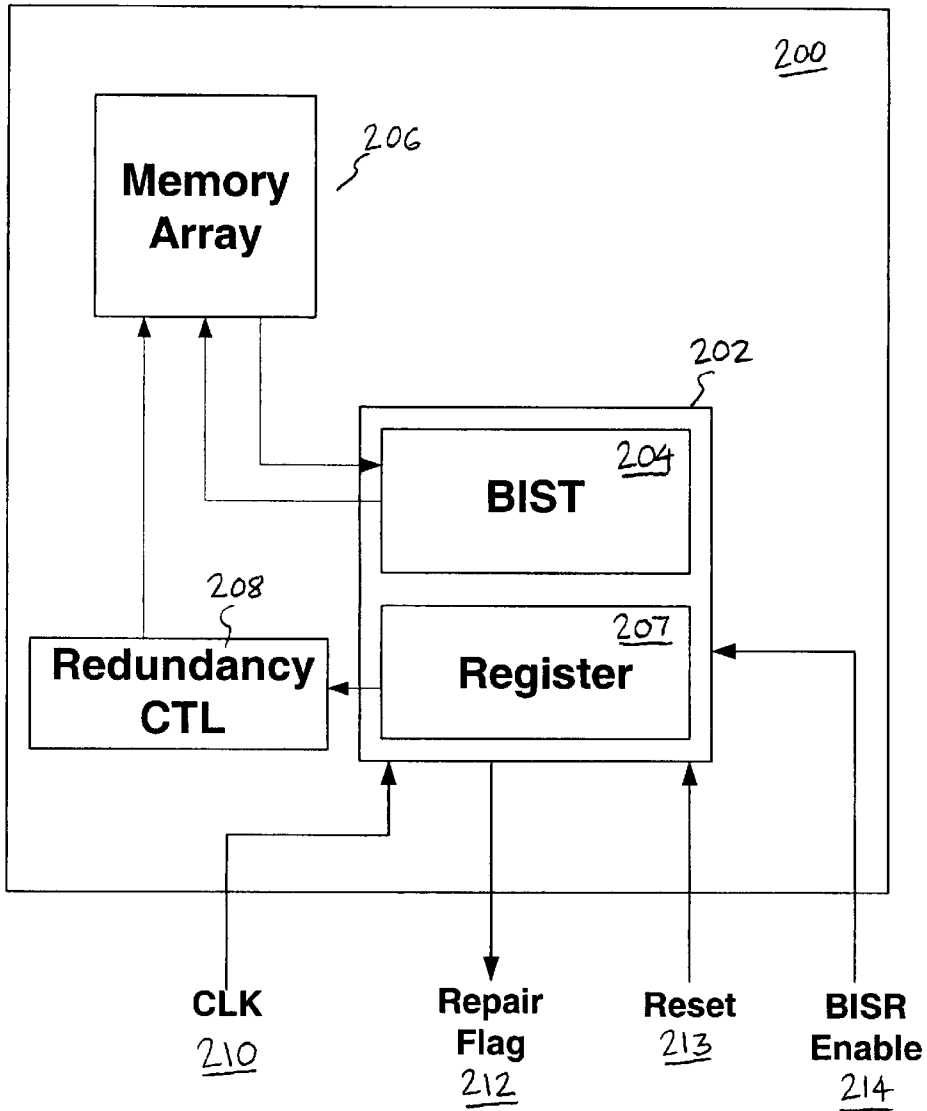 200
206
Memory
Array
202
204
BIST
208
207
Redundancy
CTL
Register
CLK
210
Repair
Flag
212
Reset
213
BISR
Enable
214